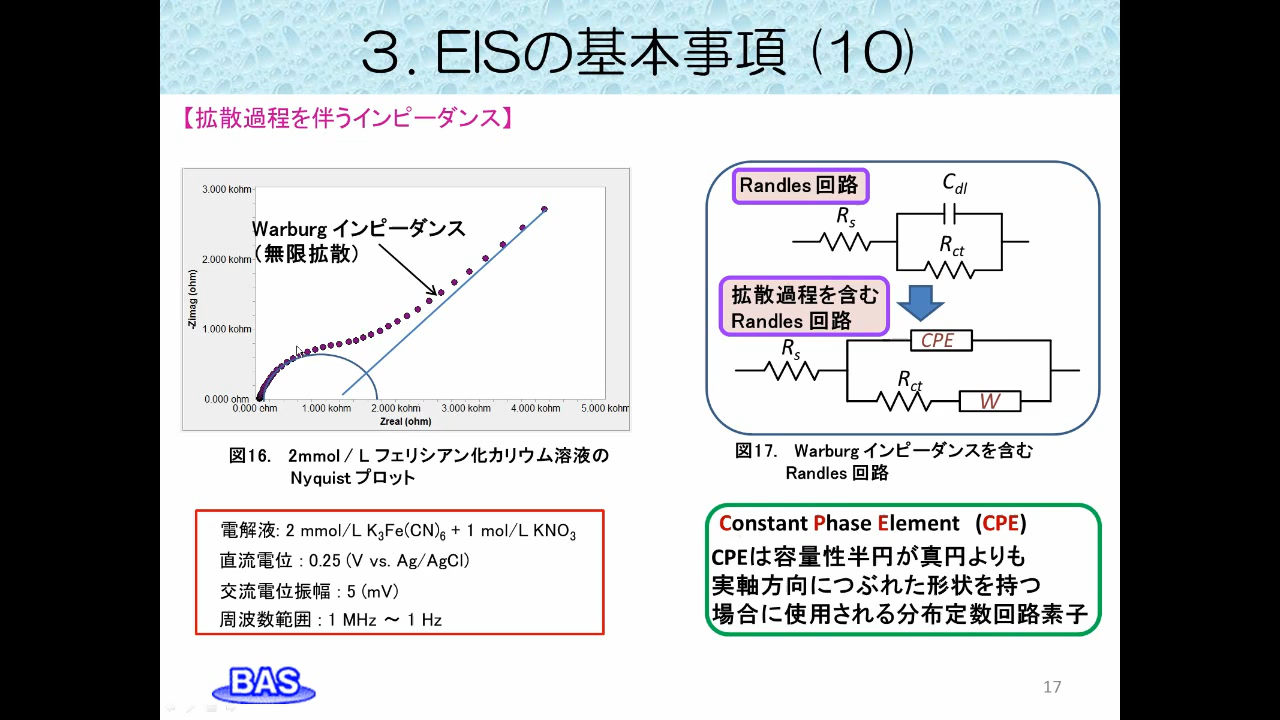 ３. EISの基本事項 (10)
【拡散過程を伴うインピーダンス】
3.000 kohm
2.000 kohm
1.000 kohm
0.000 ohm
-Zimag (ohm)
Warburg インピーダンス
（無限拡散）
0.000 ohm 1.000 kohm 2.000 kohm 3.000 kohm 4.000 kohm 5.000 kohm
Zreal (ohm)
図16. 2mmol / L フェリシアン化カリウム溶液の
Nyquist プロット
電解液: 2 mmol/L K3Fe(CN)6 + 1 mol/L KNO3
直流電位 : 0.25 (V vs. Ag/AgCl)
交流電位振幅 : 5 (mV)
周波数範囲 : 1 MHz ～ 1 Hz
Randles 回路
Cdl
Rs
Rct
拡散過程を含む
Randles 回路
CPE
Rs
Rct
W
図17. Warburg インピーダンスを含む
Randles 回路
Constant Phase Element (CPE)
CPEは容量性半円が真円よりも
実軸方向につぶれた形状を持つ
場合に使用される分布定数回路素子
BAS
17